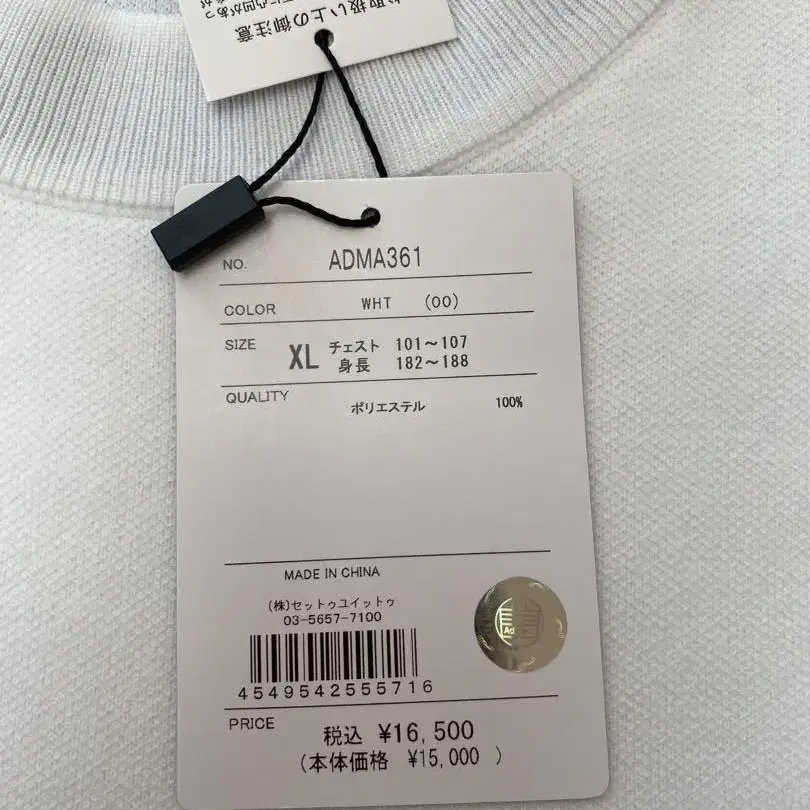 お取扱い上の御注意
NO. ADMA361
COLOR WHT (00)
SIZE XL チェスト 101～107
身長 182～188
QUALITY ポリエステル 100%
MADE IN CHINA
(株)セットゥユイットゥ
03-5657-7100
4549542555716
PRICE 税込 ¥16,500
(本体価格 ¥15,000 )
Ad